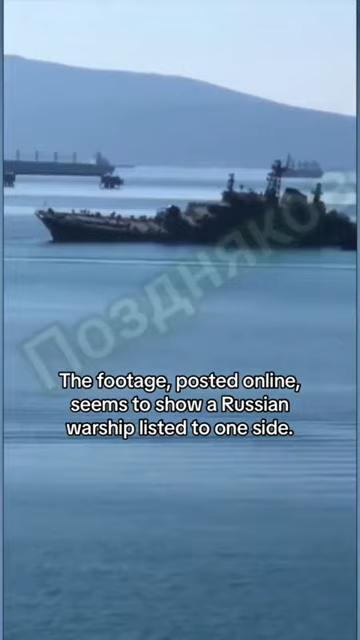 Поздняков
The footage, posted online,
seems to show a Russian
warship listed to one side.